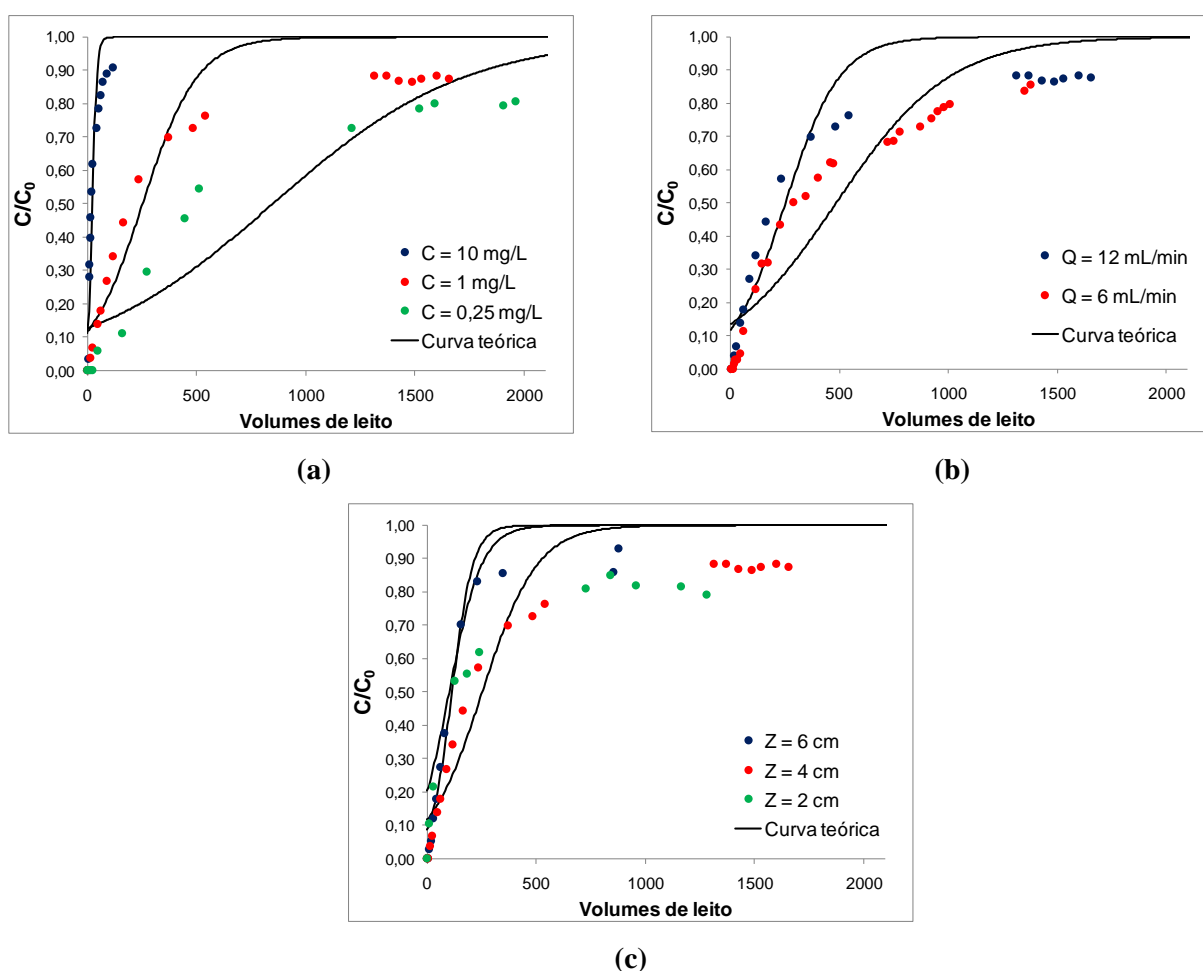 C/C0
1,00
0,90
0,80
0,70
0,60
0,50
0,40
0,30
0,20
0,10
0,00
0
500
1000
1500
2000
Volumes de leito
C = 10 mg/L
C = 1 mg/L
C = 0,25 mg/L
Curva teórica
(a)
C/C0
1,00
0,90
0,80
0,70
0,60
0,50
0,40
0,30
0,20
0,10
0,00
0
500
1000
1500
2000
Volumes de leito
Q = 12 mL/min
Q = 6 mL/min
Curva teórica
(b)
C/C0
1,00
0,90
0,80
0,70
0,60
0,50
0,40
0,30
0,20
0,10
0,00
0
500
1000
1500
2000
Volumes de leito
Z = 6 cm
Z = 4 cm
Z = 2 cm
Curva teórica
(c)